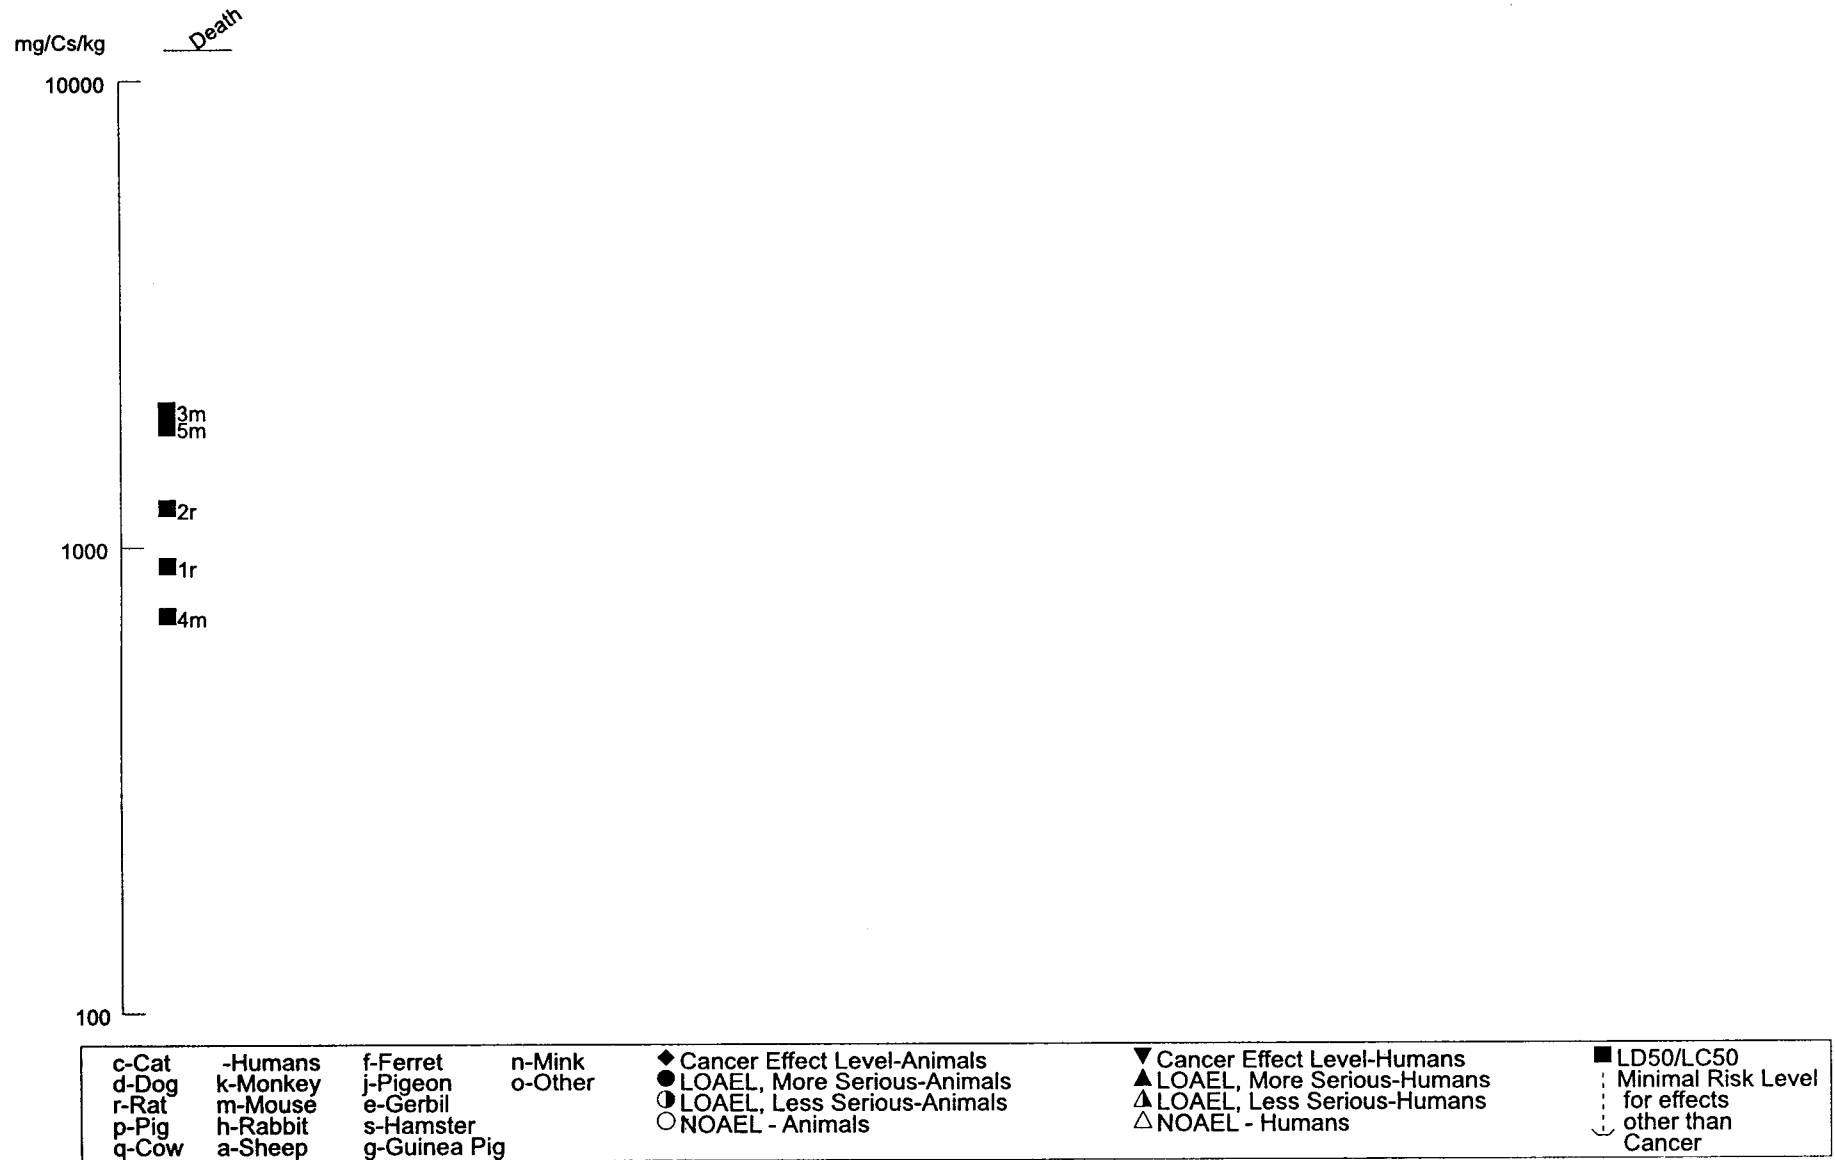 Death
mg/Cs/kg
10000
3m
5m
2r
1000
1r
4m
100
c-Cat -Humans f-Ferret n-Mink ◆ Cancer Effect Level-Animals ▼ Cancer Effect Level-Humans ■ LD50/LC50
d-Dog k-Monkey j-Pigeon o-Other ● LOAEL, More Serious-Animals ▲ LOAEL, More Serious-Humans Minimal Risk Level
r-Rat m-Mouse e-Gerbil ◑ LOAEL, Less Serious-Animals ◮ LOAEL, Less Serious-Humans for effects
p-Pig h-Rabbit s-Hamster ○ NOAEL - Animals △ NOAEL - Humans other than
q-Cow a-Sheep g-Guinea Pig Cancer